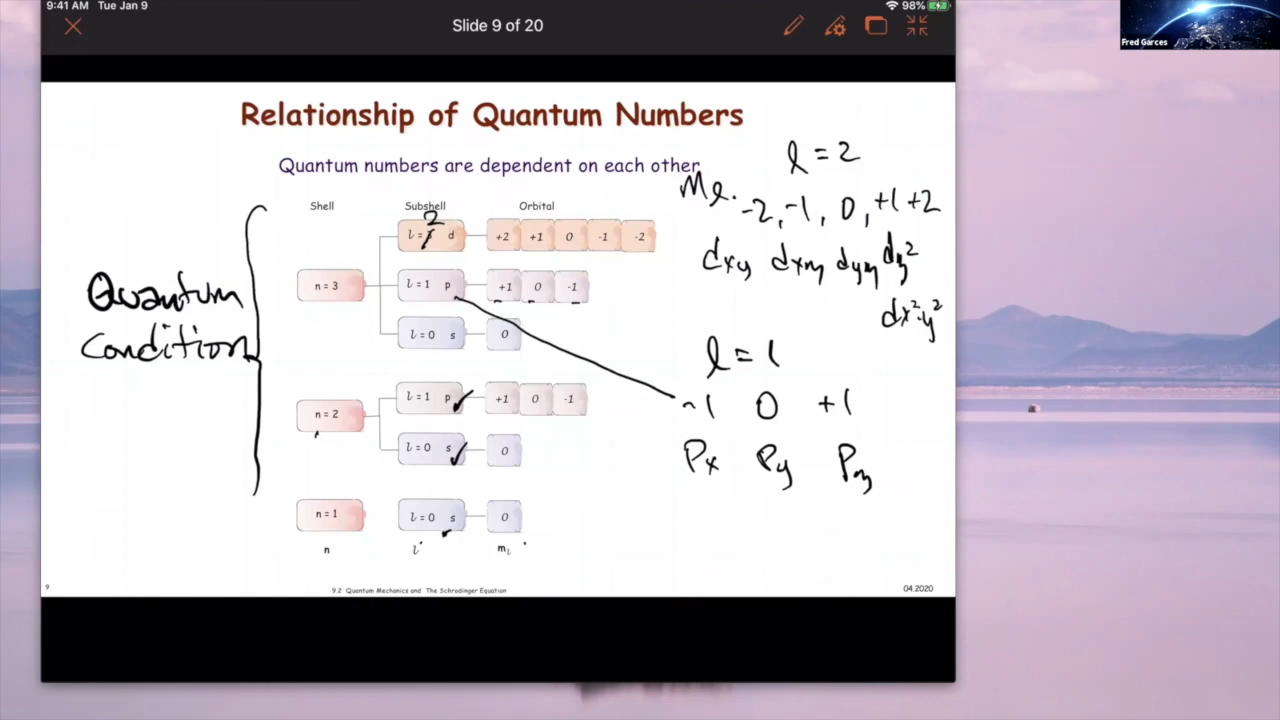 9:41 AM Tue Jan 9
98%
Slide 9 of 20
Fred Garces
Relationship of Quantum Numbers
Quantum numbers are dependent on each other.
Shell Subshell Orbital
2
l = d +2 +1 0 -1 -2
n = 3 l = 1 p +1 0 -1
l = 0 s 0
n = 2 l = 1 p +1 0 -1
l = 0 s 0
n = 1 l = 0 s 0
n l ml
Quantum
Condition
l = 2
Ml. -2, -1, 0, +1 +2
dxy dxz dyz dz²
dx²-y²
l = 1
-1 0 +1
Px Py Pz
9
9.2 Quantum Mechanics and The Schrodinger Equation
04.2020